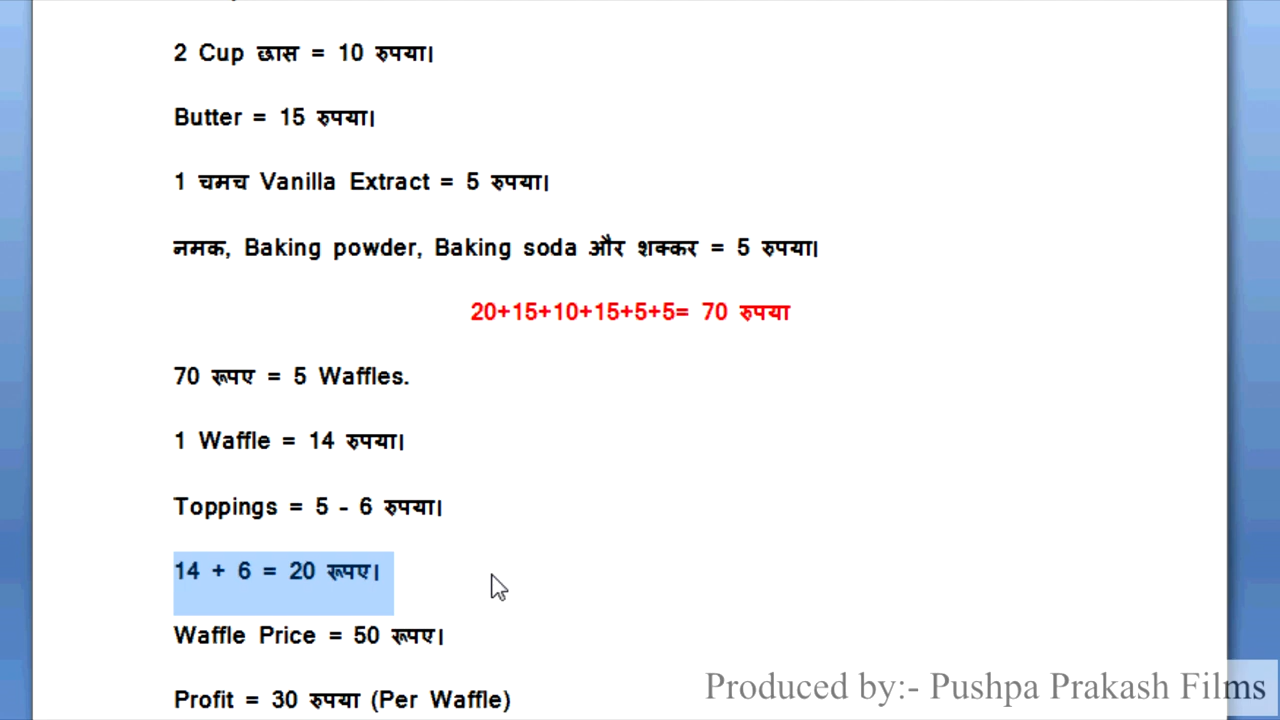 2 Cup छास = 10 रुपया।
Butter = 15 रुपया।
1 चमच Vanilla Extract = 5 रुपया।
नमक, Baking powder, Baking soda और शक्कर = 5 रुपया।
20+15+10+15+5+5= 70 रुपया
70 रूपए = 5 Waffles.
1 Waffle = 14 रुपया।
Toppings = 5 - 6 रुपया।
14 + 6 = 20 रूपए।
Waffle Price = 50 रूपए।
Profit = 30 रुपया (Per Waffle)
Produced by:- Pushpa Prakash Films